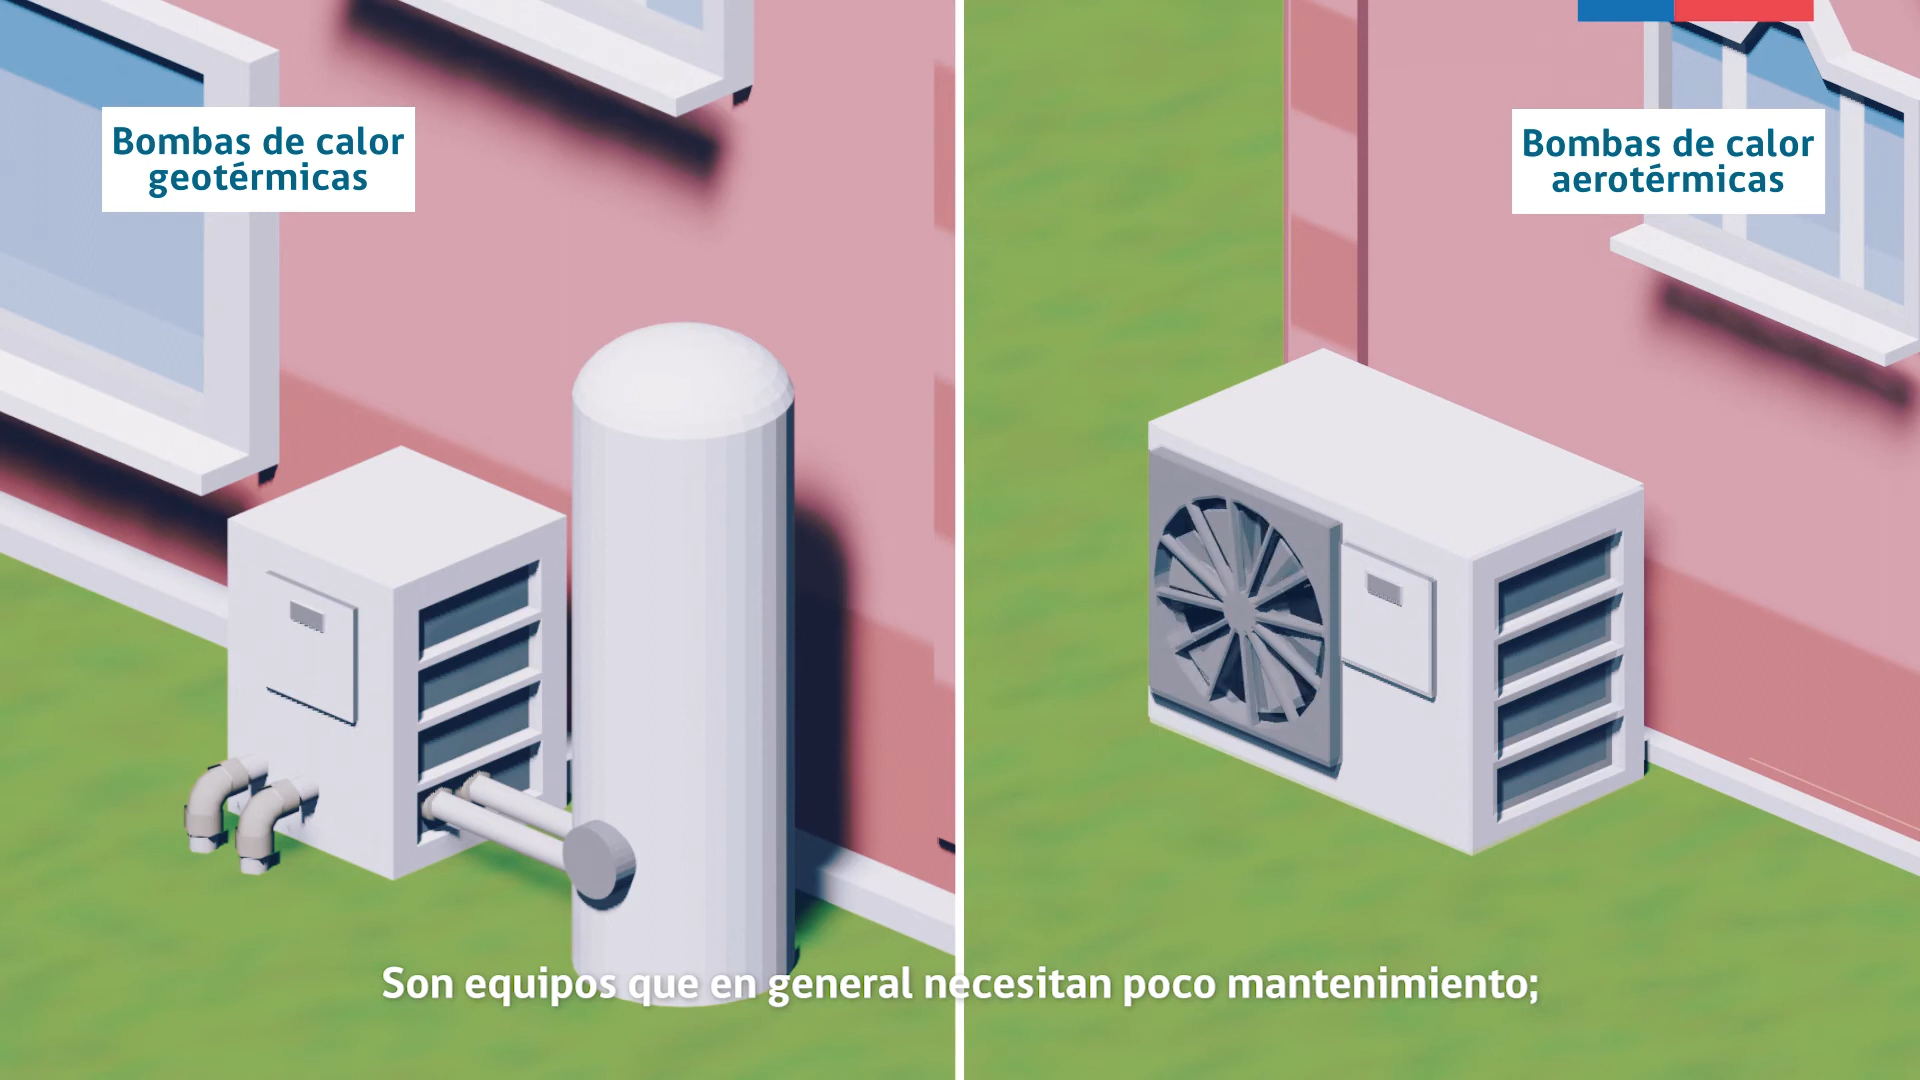 Bombas de calor
geotérmicas
Bombas de calor
aerotérmicas
Son equipos que en general necesitan poco mantenimiento;